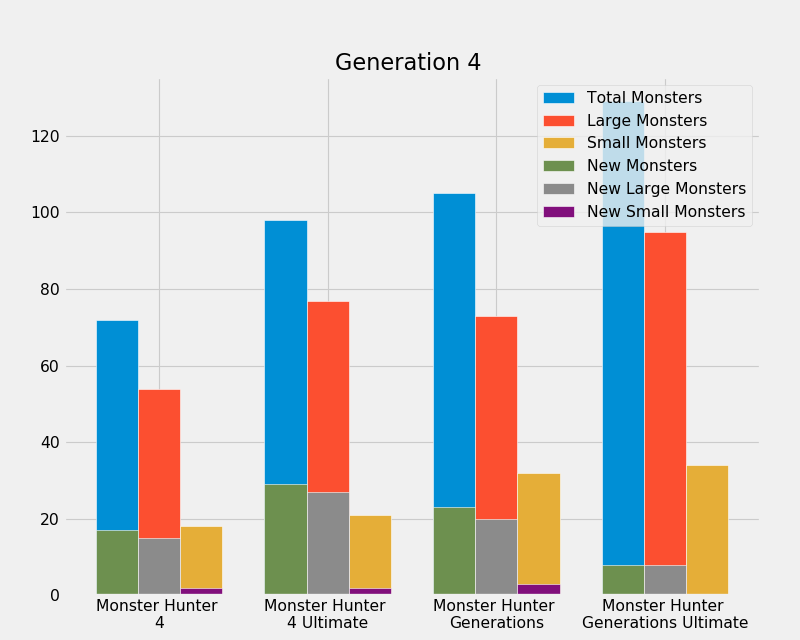 Generation 4
Total Monsters
Large Monsters
Small Monsters
New Monsters
New Large Monsters
New Small Monsters
120
100
80
60
40
20
0
Monster Hunter
4
Monster Hunter
4 Ultimate
Monster Hunter
Generations
Monster Hunter
Generations Ultimate